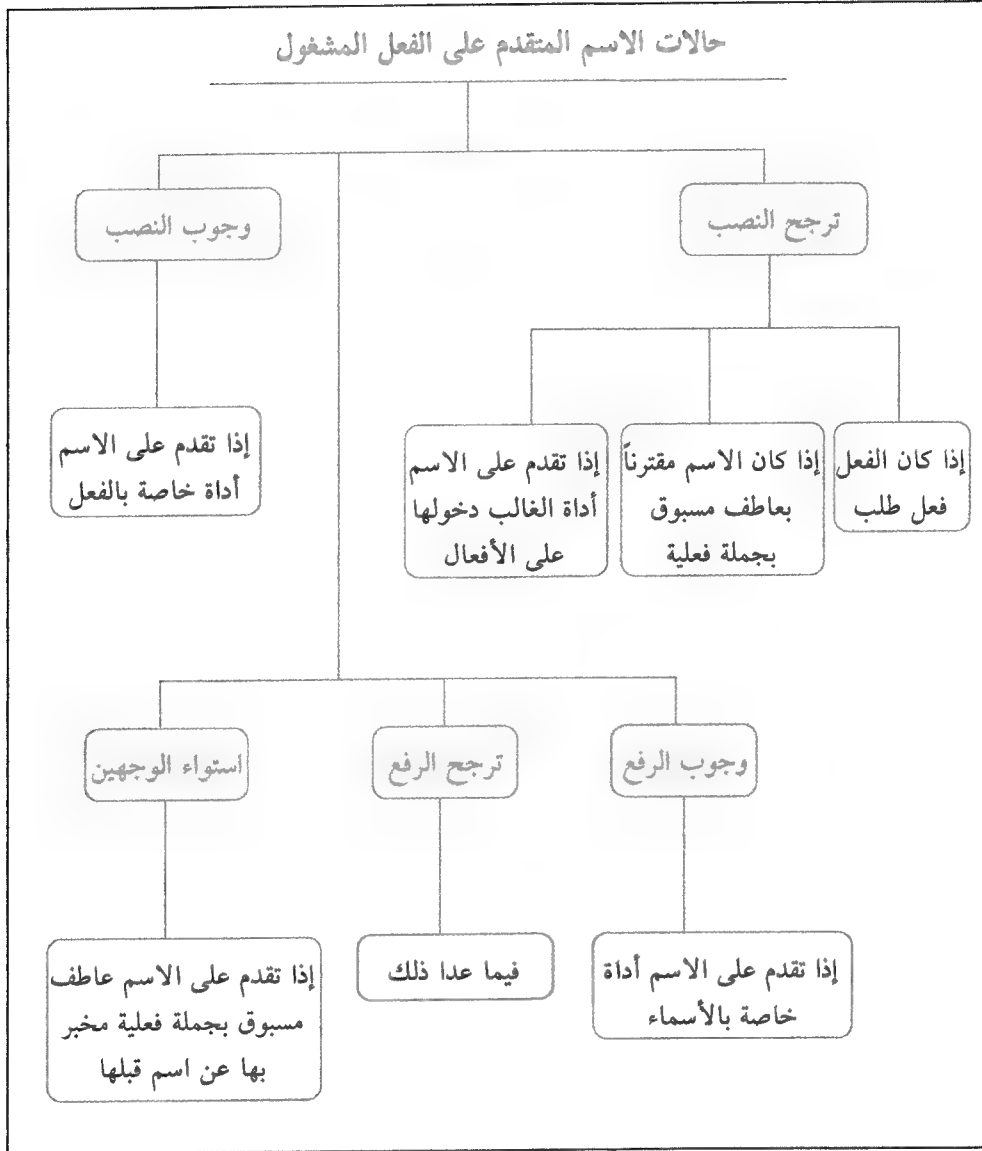 حالات الاسم المتقدم على الفعل المشغول
ترجح النصب
وجوب النصب
إذا كان الفعل
فعل طلب
إذا كان الاسم مقترناً
بعاطف مسبوق
بجملة فعلية
إذا تقدم على الاسم
أداة الغالب دخولها
على الأفعال
إذا تقدم على الاسم
أداة خاصة بالفعل
وجوب الرفع
ترجح الرفع
استواء الوجهين
إذا تقدم على الاسم أداة
خاصة بالأسماء
فيما عدا ذلك
إذا تقدم على الاسم عاطف
مسبوق بجملة فعلية مخبر
بها عن اسم قبلها